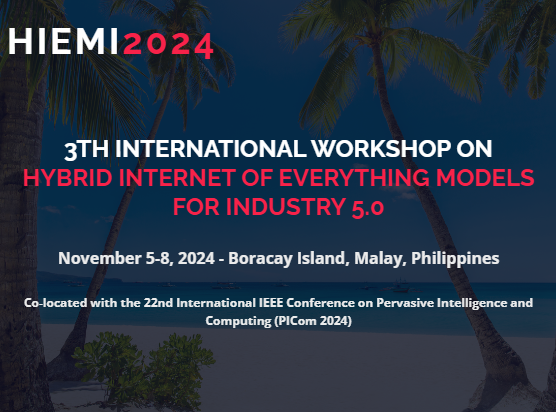 HIEMI2024
3TH INTERNATIONAL WORKSHOP ON
HYBRID INTERNET OF EVERYTHING MODELS
FOR INDUSTRY 5.0
November 5-8, 2024 - Boracay Island, Malay, Philippines
Co-located with the 22nd International IEEE Conference on Pervasive Intelligence and
Computing (PICom 2024)